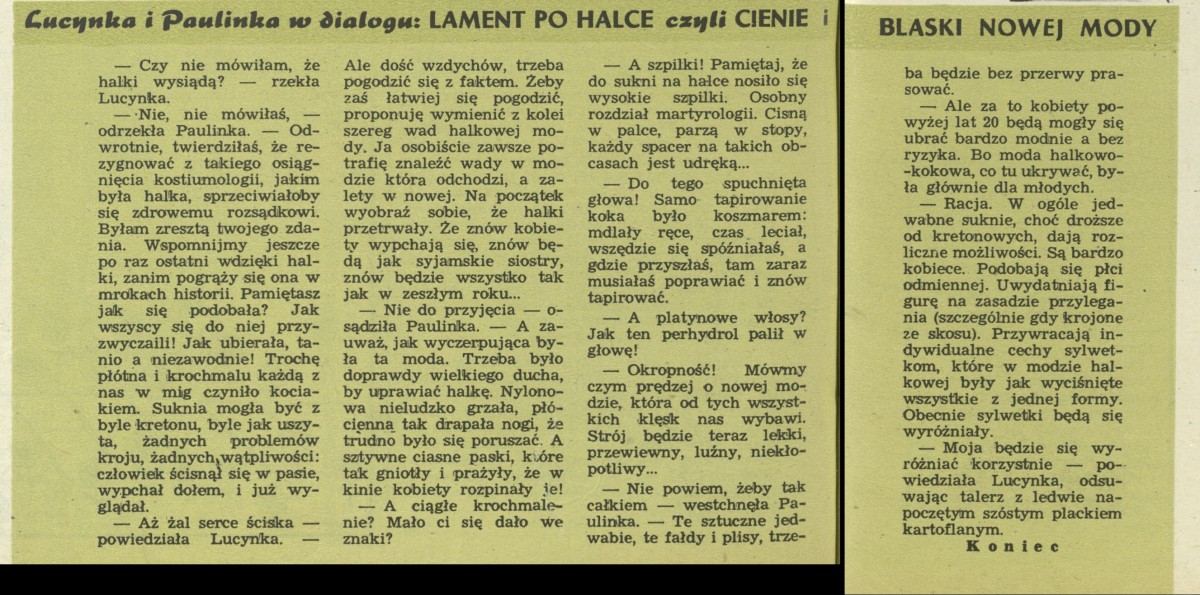 Lucynka i Paulinka w dialogu: LAMENT PO HALCE czyli CIENIE i
BLASKI NOWEJ MODY
— Czy nie mówiłam, że
halki wysiądą? — rzekła
Lucynka.
— Nie, nie mówiłaś, —
odrzekła Paulinka. — Od-
wrotnie, twierdziłaś, że re-
zygnować z takiego osiąg-
nięcia kostiumologii, jakim
była halka, sprzeciwiałoby
się zdrowemu rozsądkowi.
Byłam zresztą twojego zda-
nia. Wspomnijmy jeszcze
po raz ostatni wdzięki hal-
ki, zanim pogrąży się ona w
mrokach historii. Pamiętasz
jak się podobała? Jak
wszyscy się do niej przy-
zwyczaili! Jak ubierała, ta-
nio a niezawodnie! Trochę
płótna i krochmalu każdą z
nas w mig czyniło kocia-
kiem. Suknia mogła być z
byle kretonu, byle jak uszy-
ta, żadnych problemów
kroju, żadnych wątpliwości:
człowiek ścisnął się w pasie,
wypchał dołem, i już wy-
glądał.
— Aż żal serce ściska —
powiedziała Lucynka. —
Ale dość wzdychów, trzeba
pogodzić się z faktem. Żeby
zaś łatwiej się pogodzić,
proponuję wymienić z kolei
szereg wad halkowej mo-
dy. Ja osobiście zawsze po-
trafię znaleźć wady w mo-
dzie która odchodzi, a za-
lety w nowej. Na początek
wyobraź sobie, że halki
przetrwały. Że znów kobie-
ty wypchają się, znów bę-
dą jak syjamskie siostry,
znów będzie wszystko tak
jak w zeszłym roku...
— Nie do przyjęcia — o-
sądziła Paulinka. — A za-
uważ, jak wyczerpująca by-
ła ta moda. Trzeba było
doprawdy wielkiego ducha,
by uprawiać halkę. Nylono-
wa nieludzko grzała, płó-
cienna tak drapała nogi, że
trudno było się poruszać. A
sztywne ciasne paski, które
tak gniotły i prażyły, że w
kinie kobiety rozpinały je!
— A ciągłe krochmale-
nie? Mało ci się dało we
znaki?
— A szpilki! Pamiętaj, że
do sukni na halce nosiło się
wysokie szpilki. Osobny
rozdział martyrologii. Cisną
w palce, parzą w stopy,
każdy spacer na takich ob-
casach jest udręką...
— Do tego spuchnięta
głowa! Samo tapirowanie
koka było koszmarem:
mdlały ręce, czas leciał,
wszędzie się spóźniałaś, a
gdzie przyszłaś, tam zaraz
musiałaś poprawiać i znów
tapirować.
— A platynowe włosy?
Jak ten perhydrol palił w
głowę!
— Okropność! Mówmy
czym prędzej o nowej mo-
dzie, która od tych wszyst-
kich klęsk nas wybawi.
Strój będzie teraz lekki,
przewiewny, luźny, niekło-
potliwy...
— Nie powiem, żeby tak
całkiem — westchnęła Pa-
ulinka. — Te sztuczne jed-
wabie, te fałdy i plisy, trze-
ba będzie bez przerwy pra-
sować.
— Ale za to kobiety po-
wyżej lat 20 będą mogły się
ubrać bardzo modnie a bez
ryzyka. Bo moda halkowo-
-kokowa, co tu ukrywać, by-
ła głównie dla młodych.
— Racja. W ogóle jed-
wabne suknie, choć droższe
od kretonowych, dają roz-
liczne możliwości. Są bardzo
kobiece. Podobają się płci
odmiennej. Uwydatniają fi-
gurę na zasadzie przylega-
nia (szczególnie gdy krojone
ze skosu). Przywracają in-
dywidualne cechy sylwet-
kom, które w modzie hal-
kowej były jak wyciśnięte
wszystkie z jednej formy.
Obecnie sylwetki będą się
wyróżniały.
— Moja będzie się wy-
różniać korzystnie — po-
wiedziała Lucynka, odsu-
wając talerz z ledwie na-
poczętym szóstym plackiem
kartoflanym.
Koniec